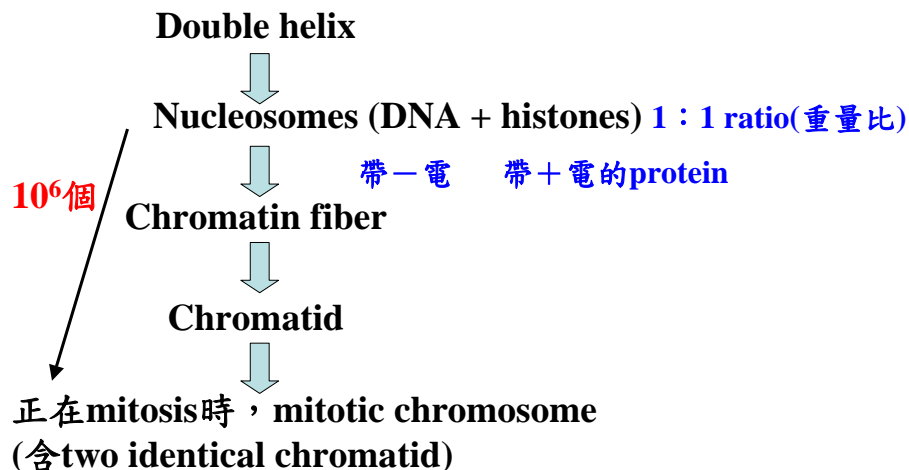 Double helix
Nucleosomes (DNA + histones) 1：1 ratio(重量比)
帶－電 帶＋電的protein
10⁶個
Chromatin fiber
Chromatid
正在mitosis時，mitotic chromosome
(含two identical chromatid)